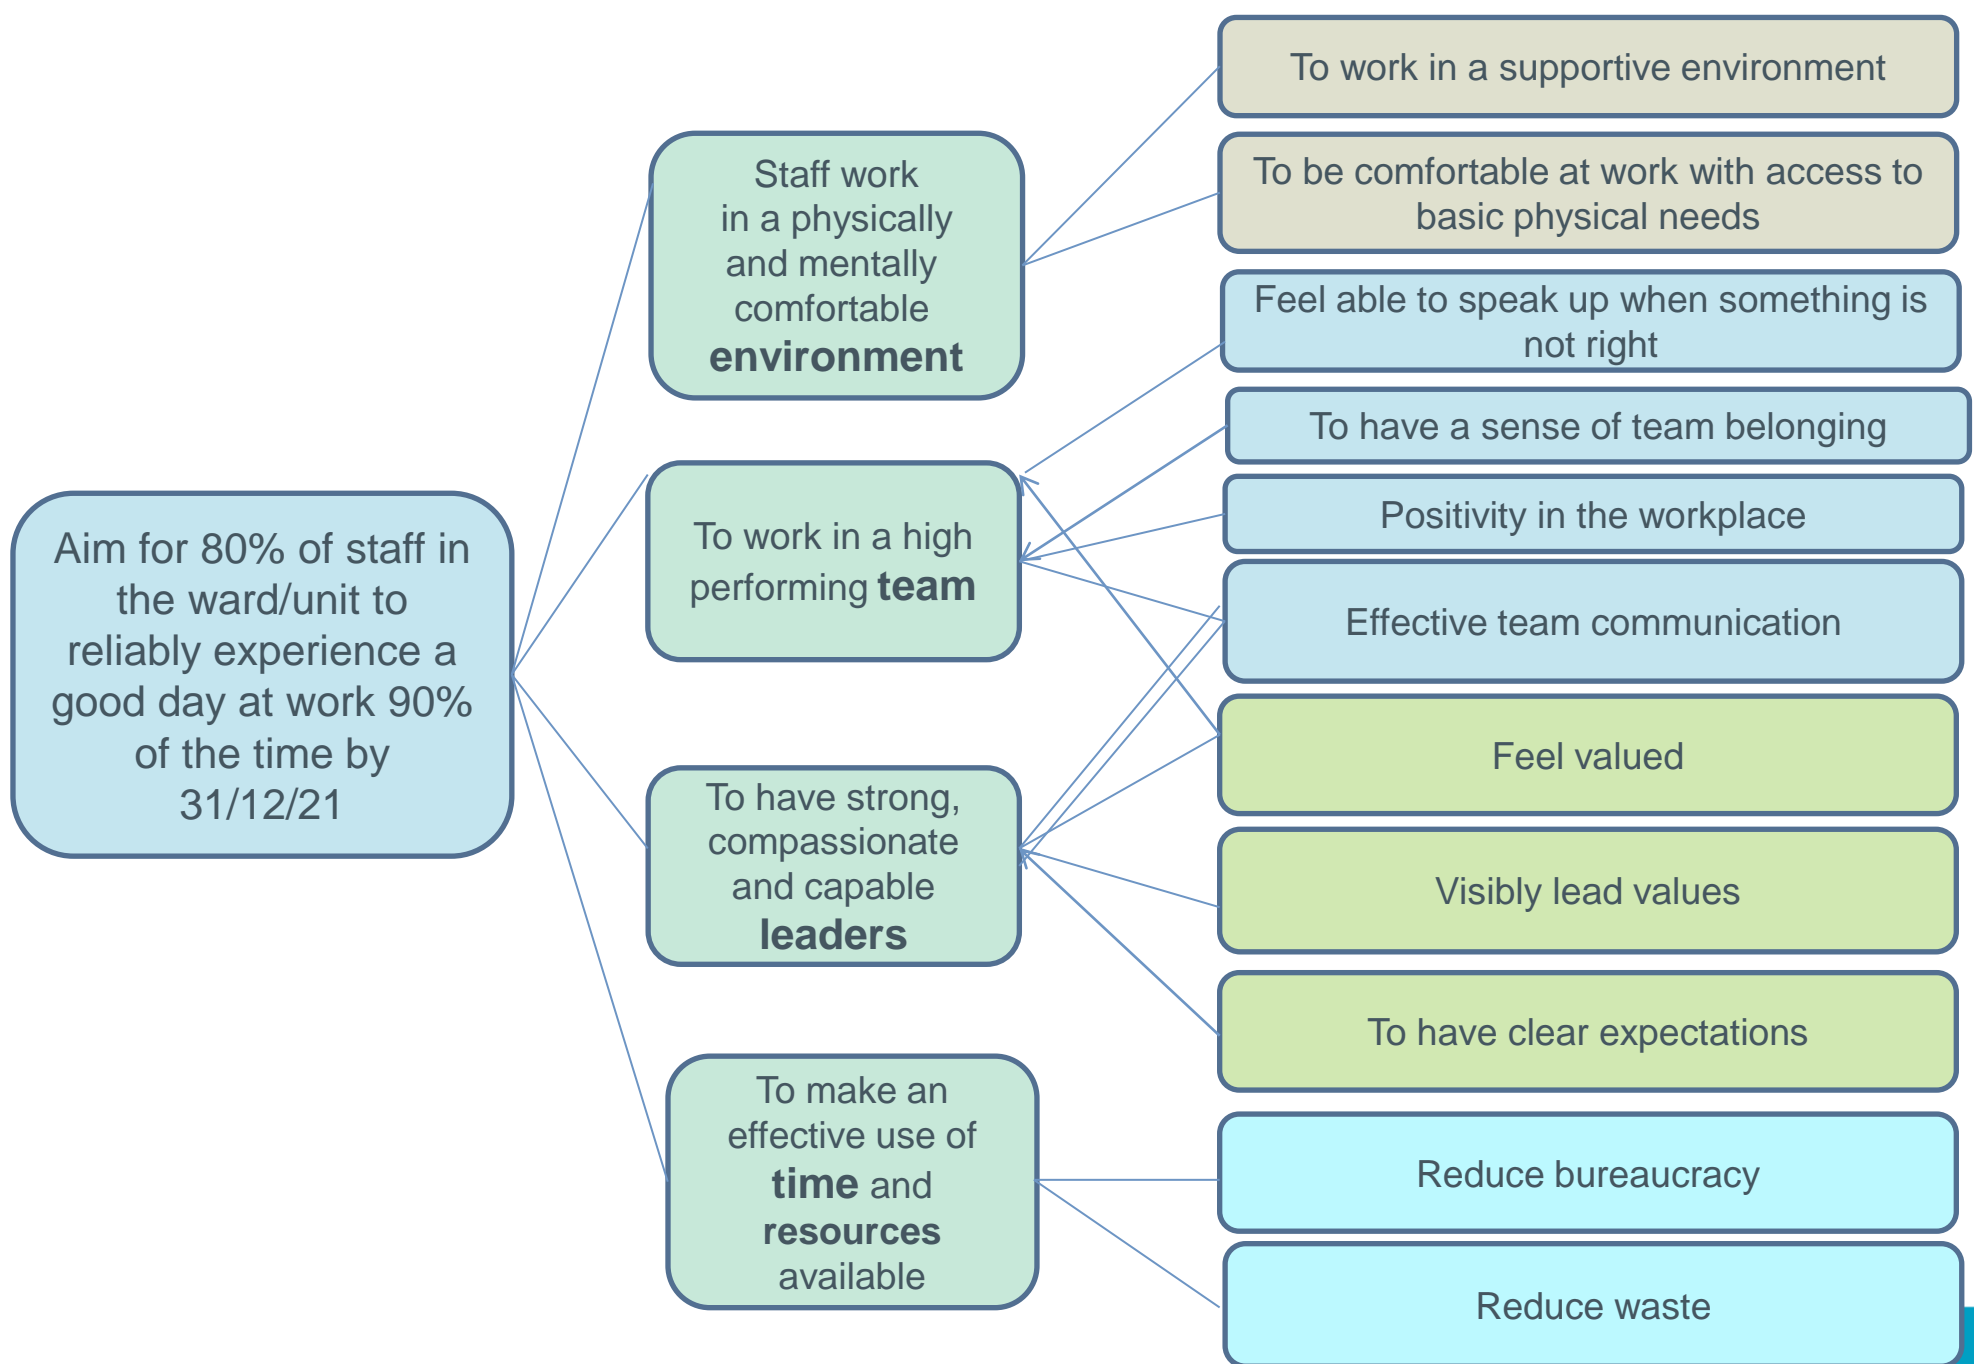 Aim for 80% of staff in
the ward/unit to
reliably experience a
good day at work 90%
of the time by
31/12/21
Staff work
in a physically
and mentally
comfortable
environment
To work in a high
performing team
To have strong,
compassionate
and capable
leaders
To make an
effective use of
time and
resources
available
To work in a supportive environment
To be comfortable at work with access to
basic physical needs
Feel able to speak up when something is
not right
To have a sense of team belonging
Positivity in the workplace
Effective team communication
Feel valued
Visibly lead values
To have clear expectations
Reduce bureaucracy
Reduce waste